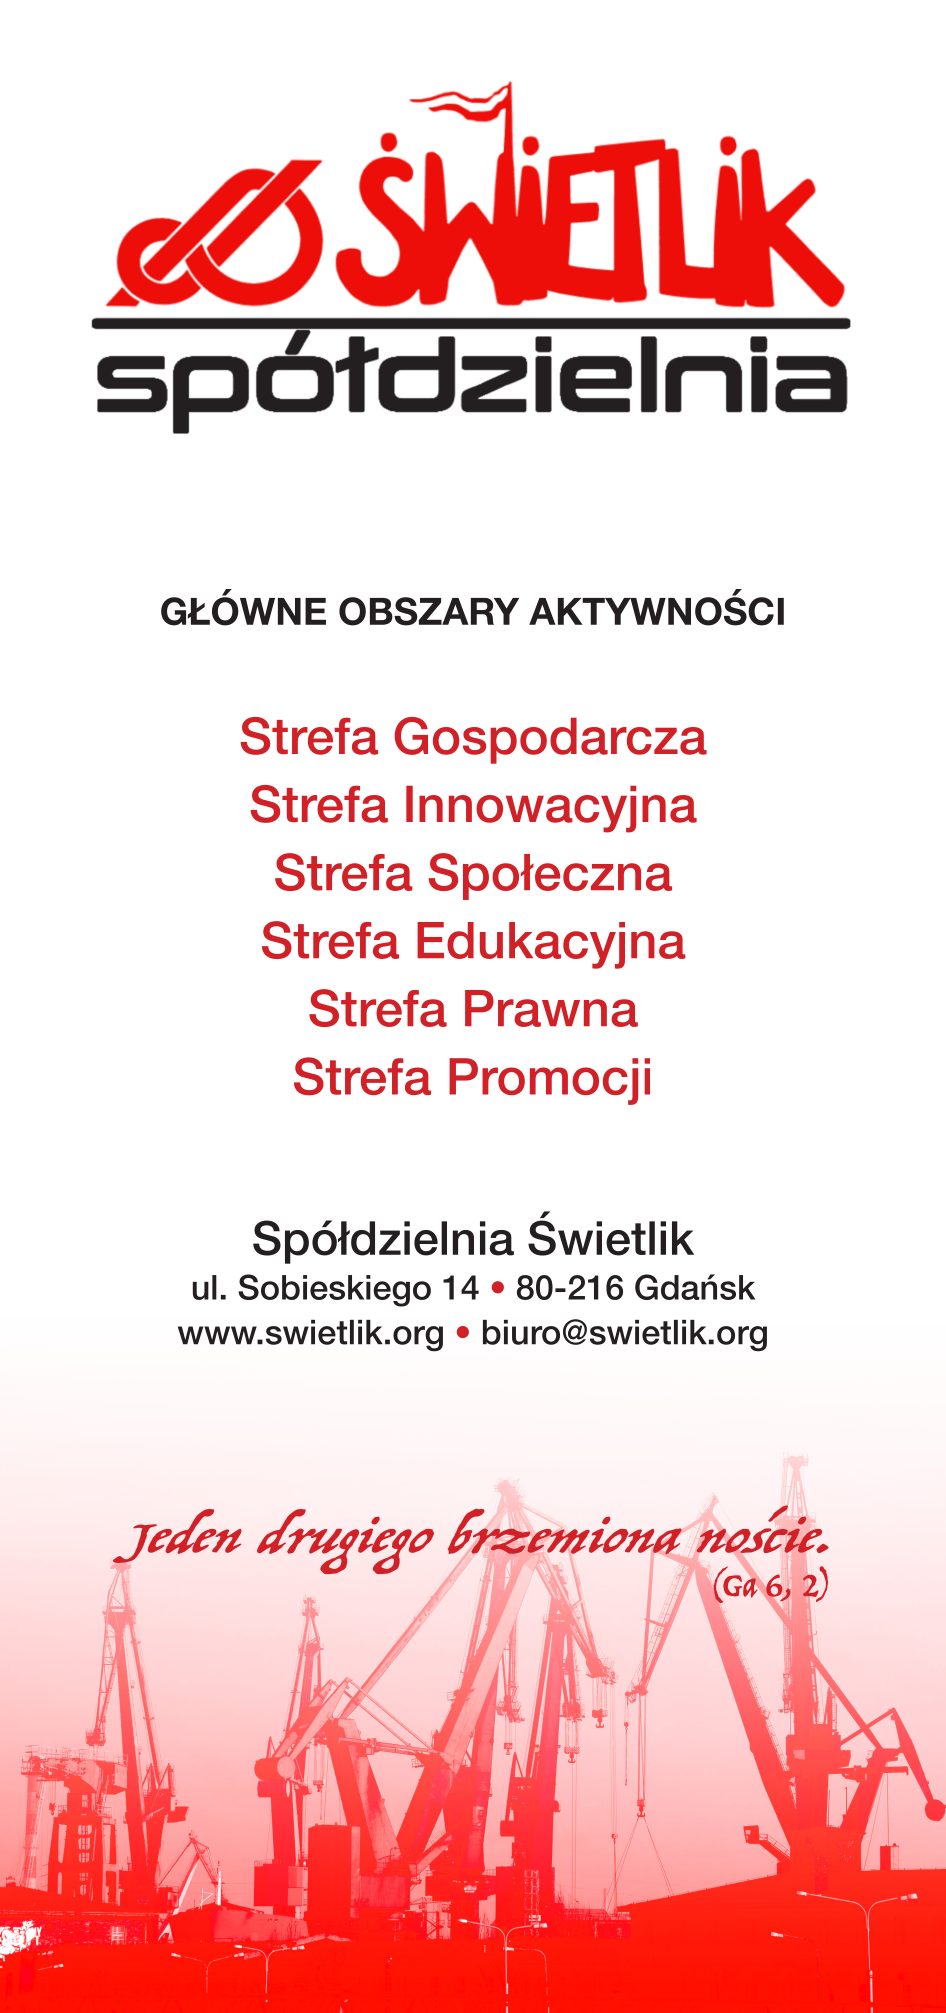 ŚWiETLiK
spółdzielnia
GŁÓWNE OBSZARY AKTYWNOŚCI
Strefa Gospodarcza
Strefa Innowacyjna
Strefa Społeczna
Strefa Edukacyjna
Strefa Prawna
Strefa Promocji
Spółdzielnia Świetlik
ul. Sobieskiego 14 • 80-216 Gdańsk
www.swietlik.org • biuro@swietlik.org
Jeden drugiego brzemiona noście.
(Ga 6, 2)